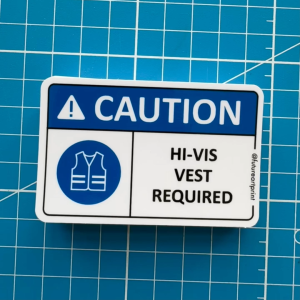 CAUTION
HI-VIS
VEST
REQUIRED